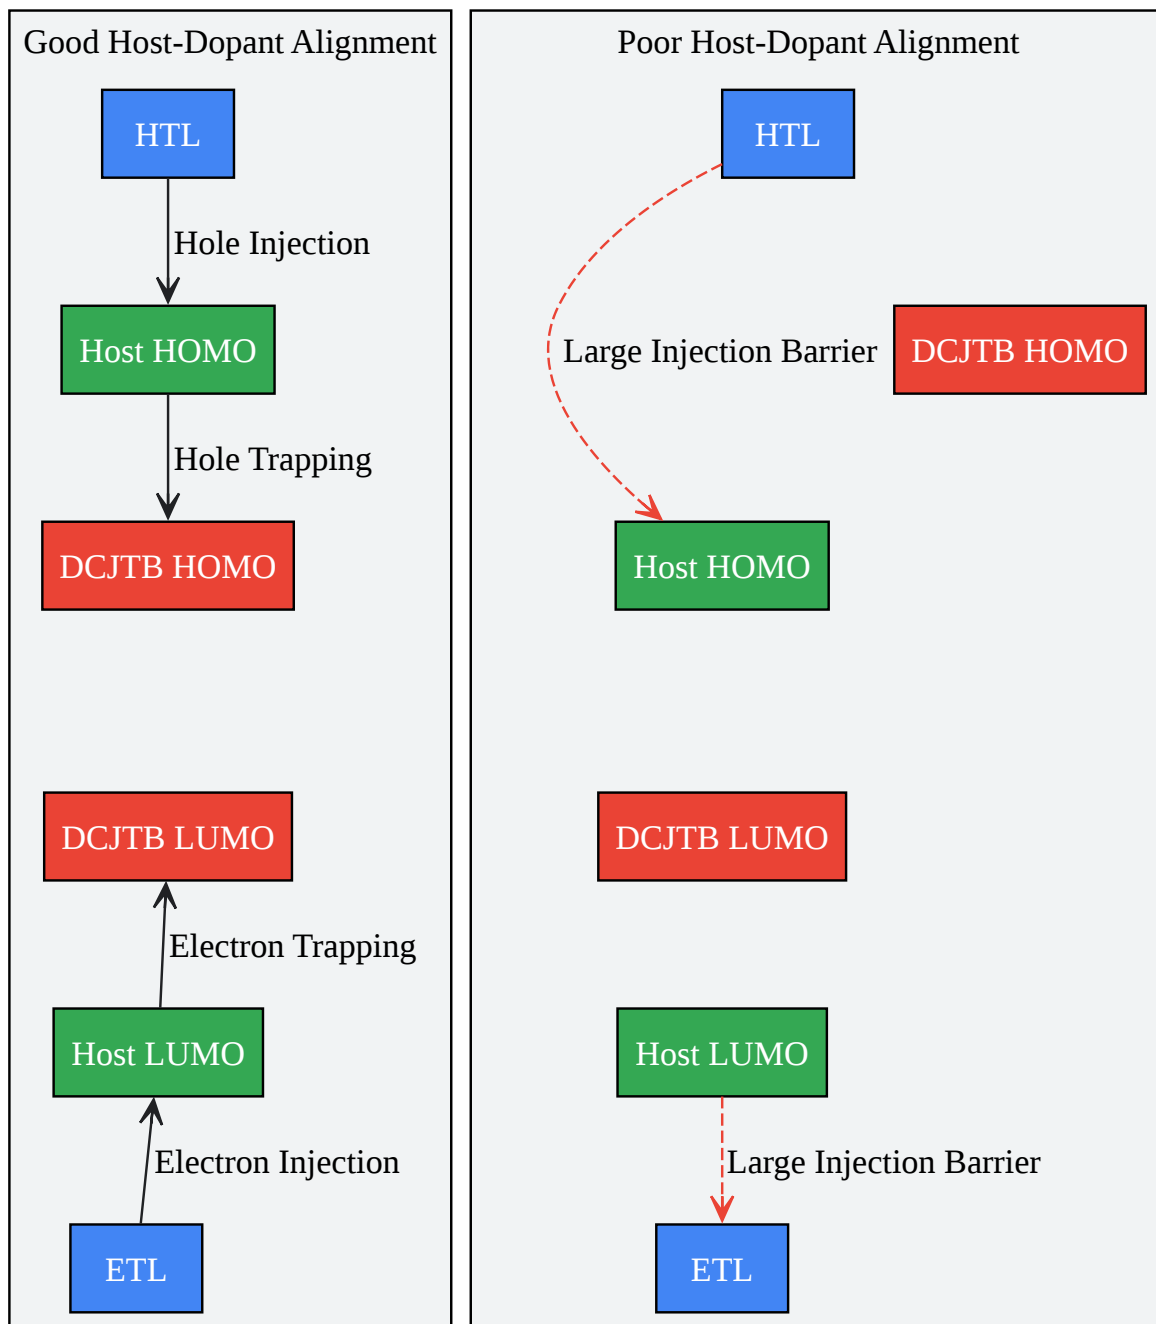 Good Host-Dopant Alignment
HTL
Hole Injection
Host HOMO
Hole Trapping
DCJTB HOMO
DCJTB LUMO
Electron Trapping
Host LUMO
Electron Injection
ETL
Poor Host-Dopant Alignment
HTL
Large Injection Barrier
DCJTB HOMO
Host HOMO
DCJTB LUMO
Host LUMO
Large Injection Barrier
ETL